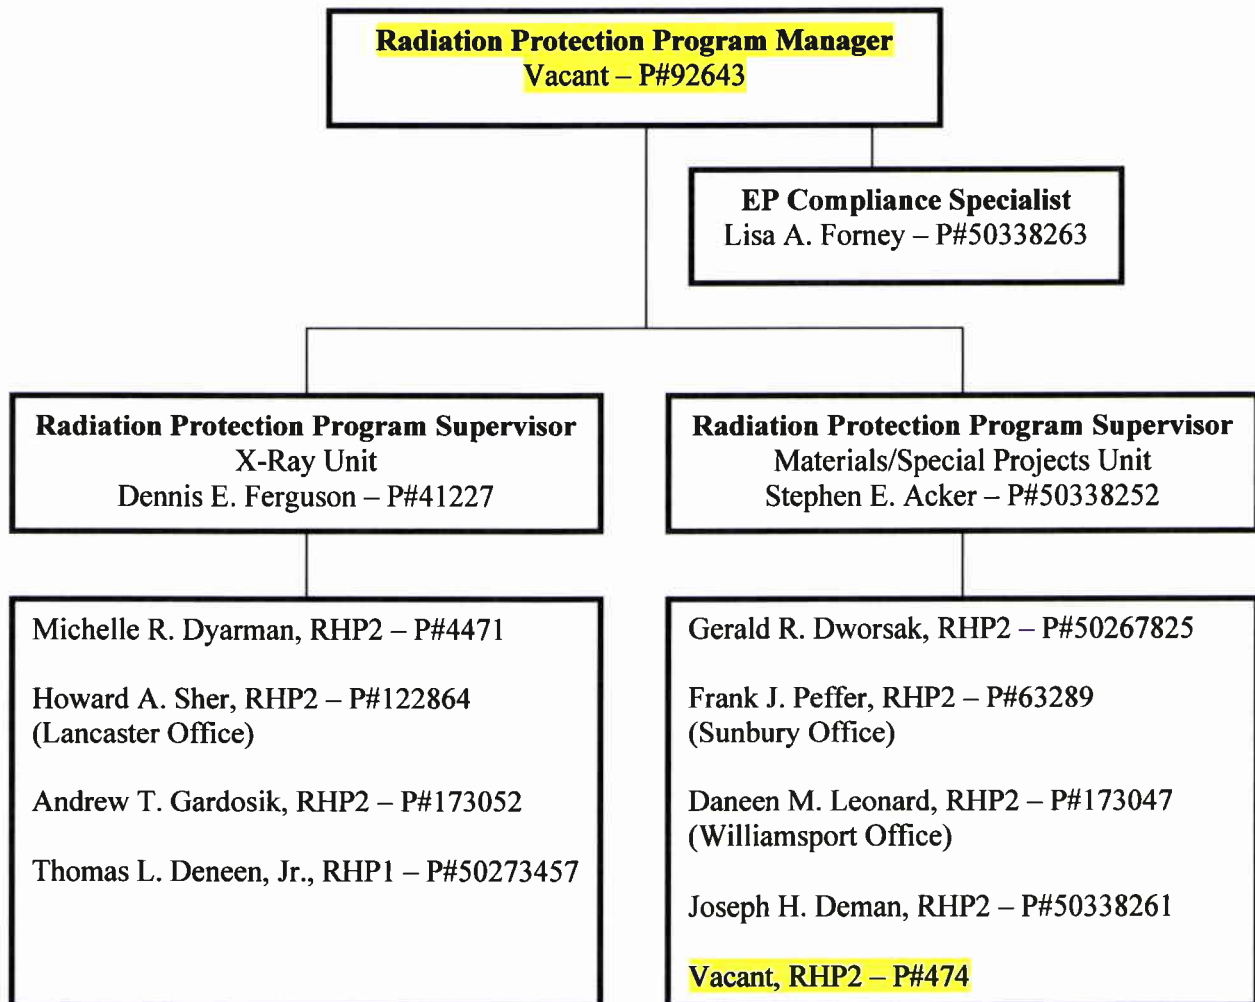 Radiation Protection Program Manager
Vacant – P#92643
EP Compliance Specialist
Lisa A. Forney – P#50338263
Radiation Protection Program Supervisor
X-Ray Unit
Dennis E. Ferguson – P#41227
Radiation Protection Program Supervisor
Materials/Special Projects Unit
Stephen E. Acker – P#50338252
Michelle R. Dyarman, RHP2 – P#4471
Howard A. Sher, RHP2 – P#122864
(Lancaster Office)
Andrew T. Gardosik, RHP2 – P#173052
Thomas L. Deneen, Jr., RHP1 – P#50273457
Gerald R. Dworsak, RHP2 – P#50267825
Frank J. Peffer, RHP2 – P#63289
(Sunbury Office)
Daneen M. Leonard, RHP2 – P#173047
(Williamsport Office)
Joseph H. Deman, RHP2 – P#50338261
Vacant, RHP2 – P#474